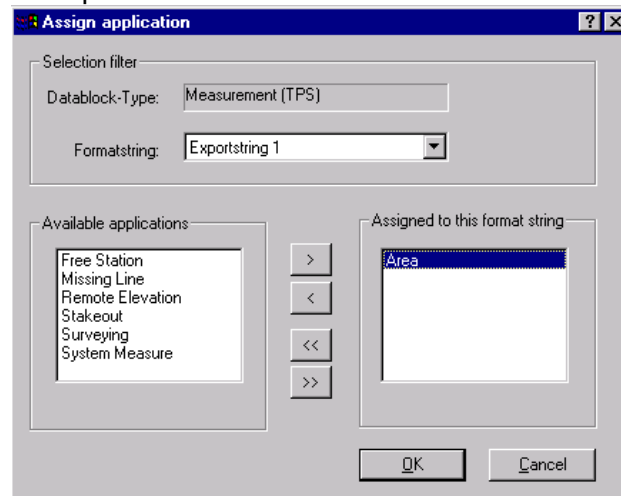 Assign application
? X
Selection filter
Datablock-Type: Measurement (TPS)
Formatstring: Exportstring 1
Available applications
Free Station
Missing Line
Remote Elevation
Stakeout
Surveying
System Measure
>
<
<<
>>
Assigned to this format string
Area
OK
Cancel